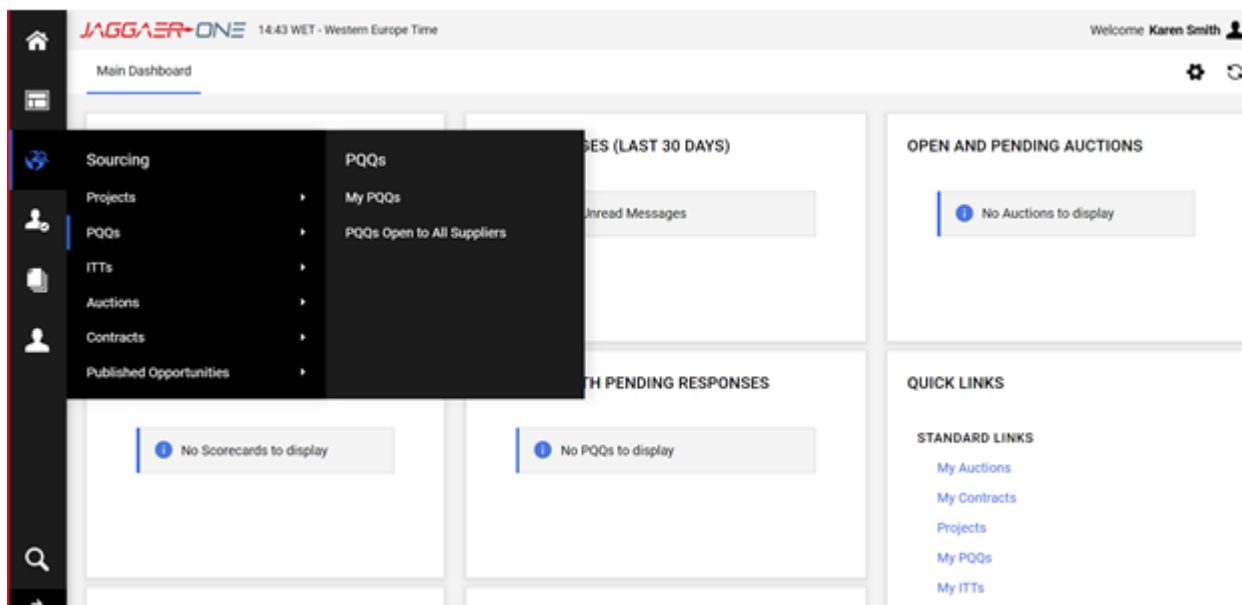 JAGGAER ONE 14:43 WET - Western Europe Time
Welcome Karen Smith
Main Dashboard
Sourcing
Projects
PQQs
ITTs
Auctions
Contracts
Published Opportunities
PQQs
My PQQs
PQQs Open to All Suppliers
(LAST 30 DAYS)
Unread Messages
OPEN AND PENDING AUCTIONS
No Auctions to display
PENDING RESPONSES
No Scorecards to display
No PQQs to display
QUICK LINKS
STANDARD LINKS
My Auctions
My Contracts
Projects
My PQQs
My ITTs